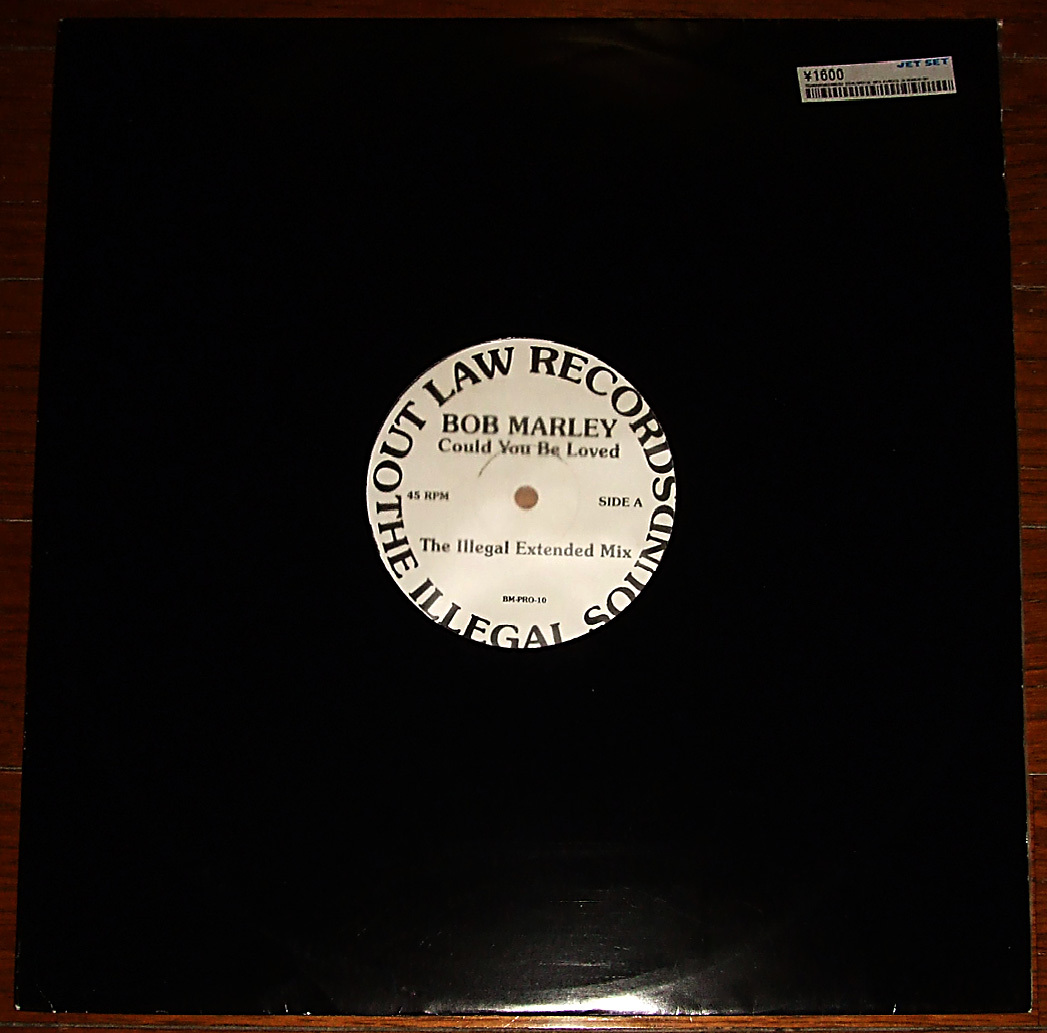 JET SET
¥1600
OUT LAW RECORDS
BOB MARLEY
Could You Be Loved
45 RPM
SIDE A
The Illegal Extended Mix
BM-PRO-10
THE ILLEGAL SOUND